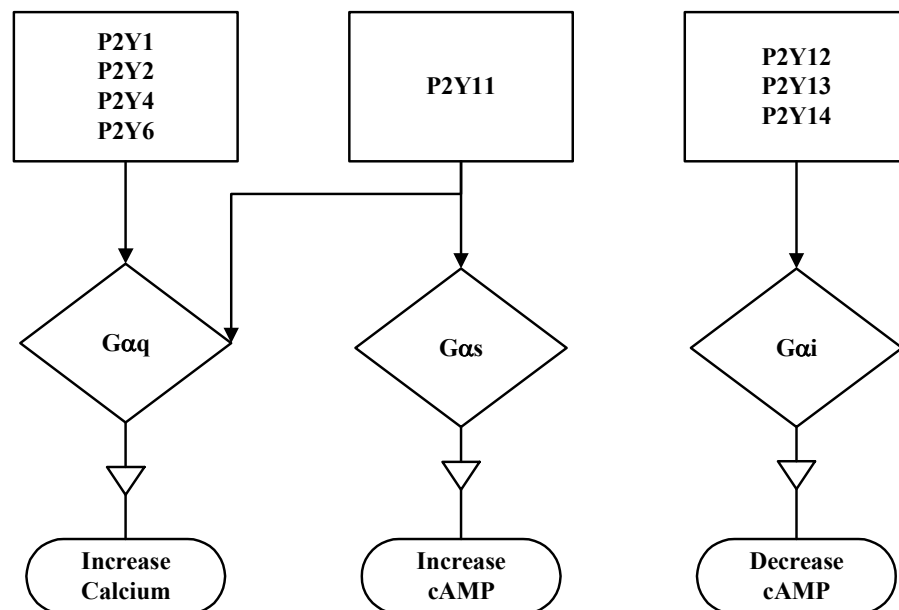 P2Y1
P2Y2
P2Y4
P2Y6
P2Y11
P2Y12
P2Y13
P2Y14
Gαq
Gαs
Gαi
Increase
Calcium
Increase
cAMP
Decrease
cAMP